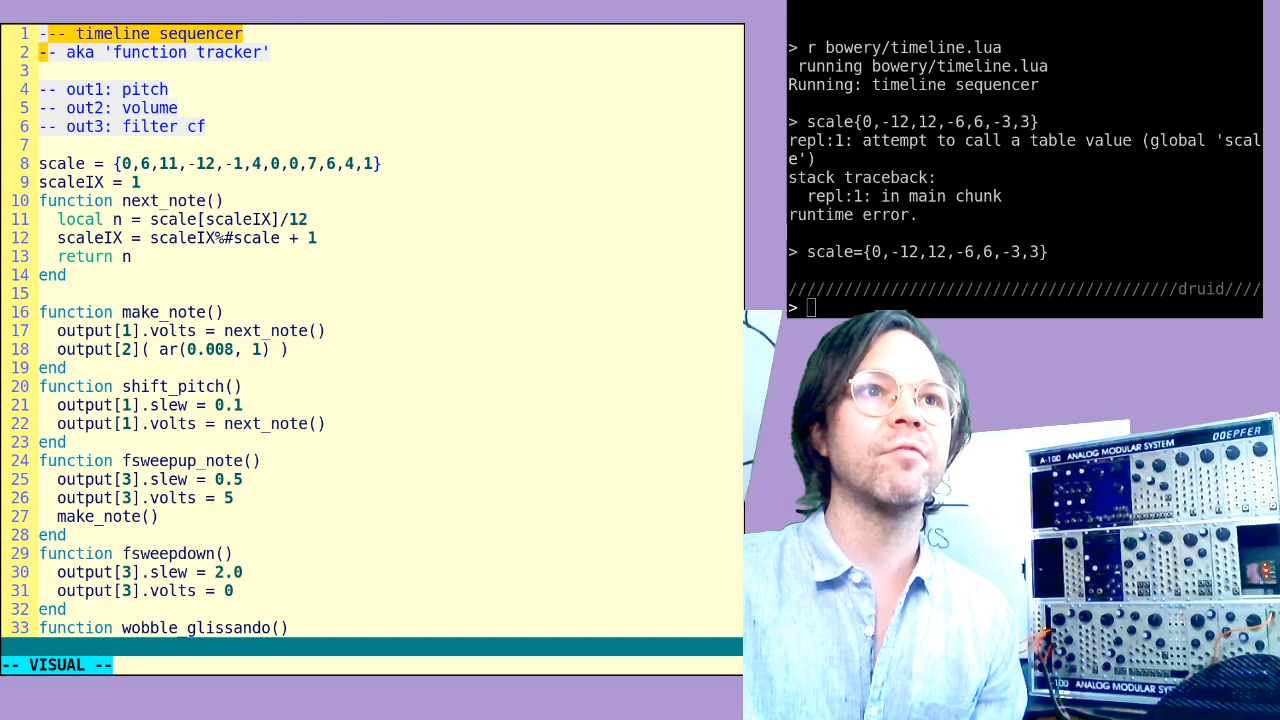 1 --- timeline sequencer
2 -- aka 'function tracker'
3
4 -- out1: pitch
5 -- out2: volume
6 -- out3: filter cf
7
8 scale = {0,6,11,-12,-1,4,0,0,7,6,4,1}
9 scaleIX = 1
10 function next_note()
11   local n = scale[scaleIX]/12
12   scaleIX = scaleIX%#scale + 1
13   return n
14 end
15
16 function make_note()
17   output[1].volts = next_note()
18   output[2]( ar(0.008, 1) )
19 end
20 function shift_pitch()
21   output[1].slew = 0.1
22   output[1].volts = next_note()
23 end
24 function fsweepup_note()
25   output[3].slew = 0.5
26   output[3].volts = 5
27   make_note()
28 end
29 function fsweepdown()
30   output[3].slew = 2.0
31   output[3].volts = 0
32 end
33 function wobble_glissando()
-- VISUAL --
> r bowery/timeline.lua
 running bowery/timeline.lua
Running: timeline sequencer
> scale{0,-12,12,-6,6,-3,3}
repl:1: attempt to call a table value (global 'scal
e')
stack traceback:
  repl:1: in main chunk
runtime error.
> scale={0,-12,12,-6,6,-3,3}
/////////////////////////////////////////druid////
>
A-100 ANALOG MODULAR SYSTEM DOEPFER